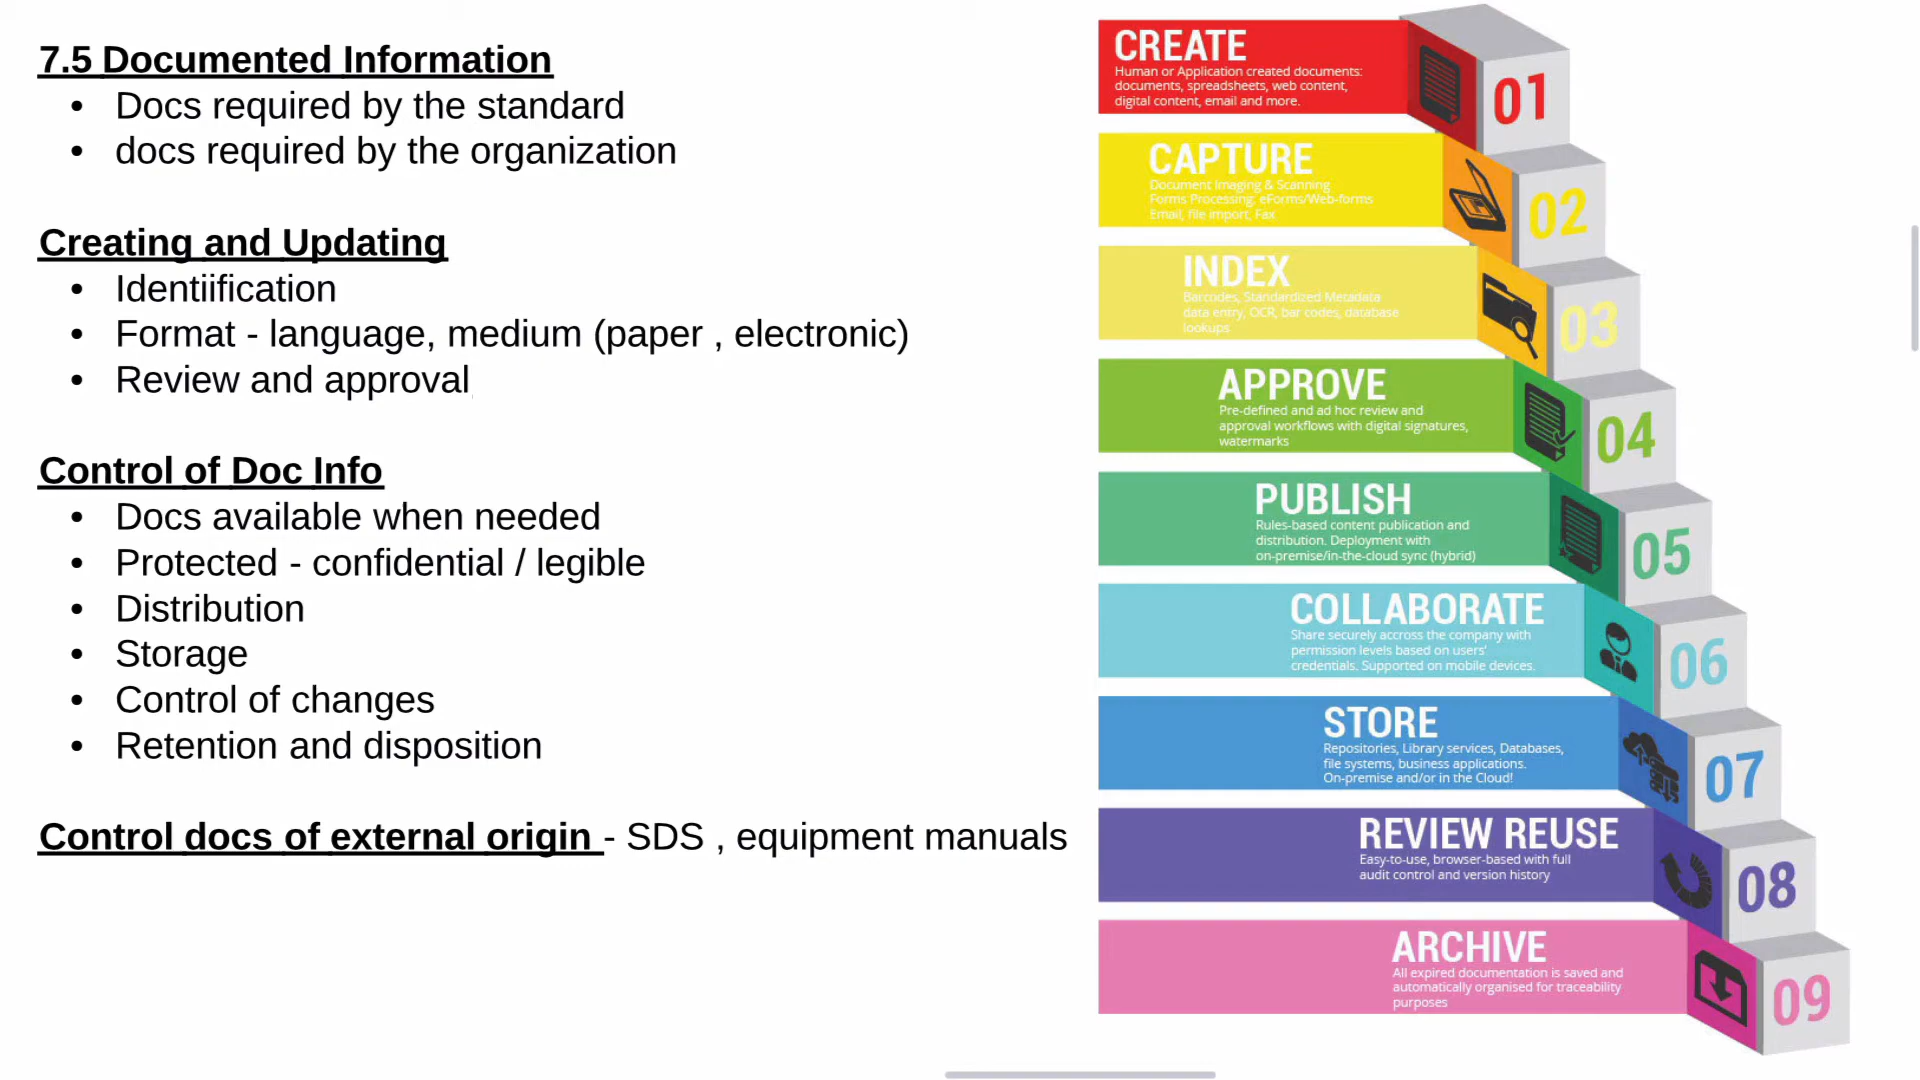 7.5 Documented Information
• Docs required by the standard
• docs required by the organization
Creating and Updating
• Identiification
• Format - language, medium (paper , electronic)
• Review and approval
Control of Doc Info
• Docs available when needed
• Protected - confidential / legible
• Distribution
• Storage
• Control of changes
• Retention and disposition
Control docs of external origin - SDS , equipment manuals
CREATE
Human or Application created documents:
documents, spreadsheets, web content,
digital content, email and more.
01
CAPTURE
Document Imaging & Scanning
Forms Processing: eForms/Web-forms
Email, file import, Fax
02
INDEX
Barcodes, Standardized Metadata
data entry, OCR, bar codes, database
lookups
03
APPROVE
Pre-defined and ad hoc review and
approval workflows with digital signatures,
watermarks
04
PUBLISH
Rules-based content publication and
distribution. Deployment with
on-premise/in-the-cloud sync (hybrid)
05
COLLABORATE
Share securely accross the company with
permission levels based on users'
credentials. Supported on mobile devices.
06
STORE
Repositories, Library services, Databases,
file systems, business applications.
On-premise and/or in the Cloud!
07
REVIEW REUSE
Easy-to-use, browser-based with full
audit control and version history
08
ARCHIVE
All expired documentation is saved and
automatically organised for traceability
purposes
09